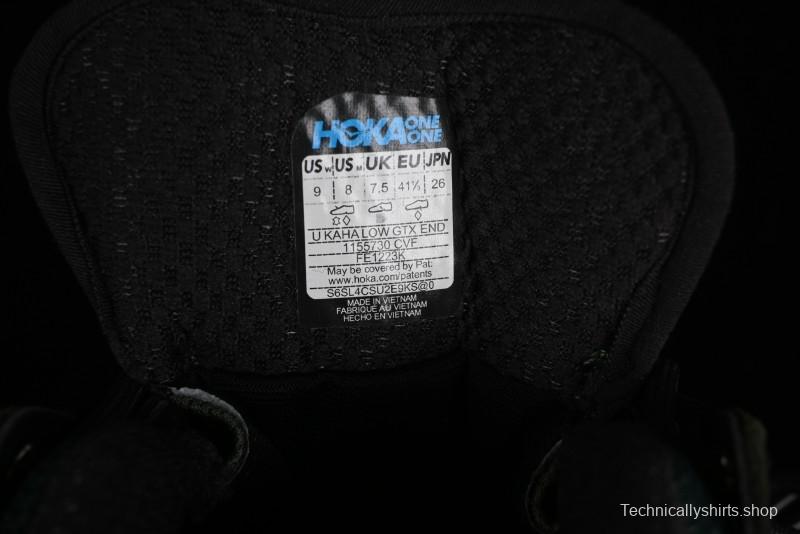 HOKA ONE ONE
US W US M UK EU JPN
9 8 7.5 41⅓ 26
U KAHA LOW GTX END
1155730 CVF
FE1223K
May be covered by Pat:
www.hoka.com/patents
S6SL4CSU2E9KS@0
MADE IN VIETNAM
FABRIQUE AU VIETNAM
HECHO EN VIETNAM
Technicallyshirts.shop